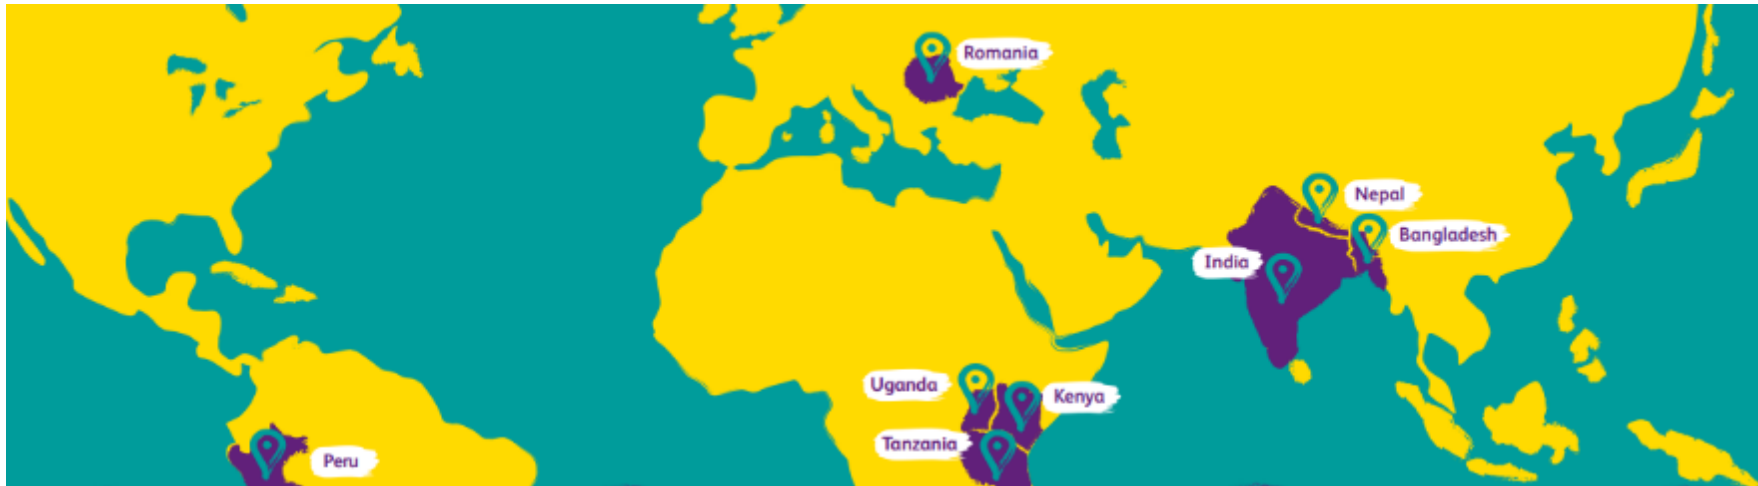 Romania
Nepal
Bangladesh
India
Uganda
Kenya
Tanzania
Peru